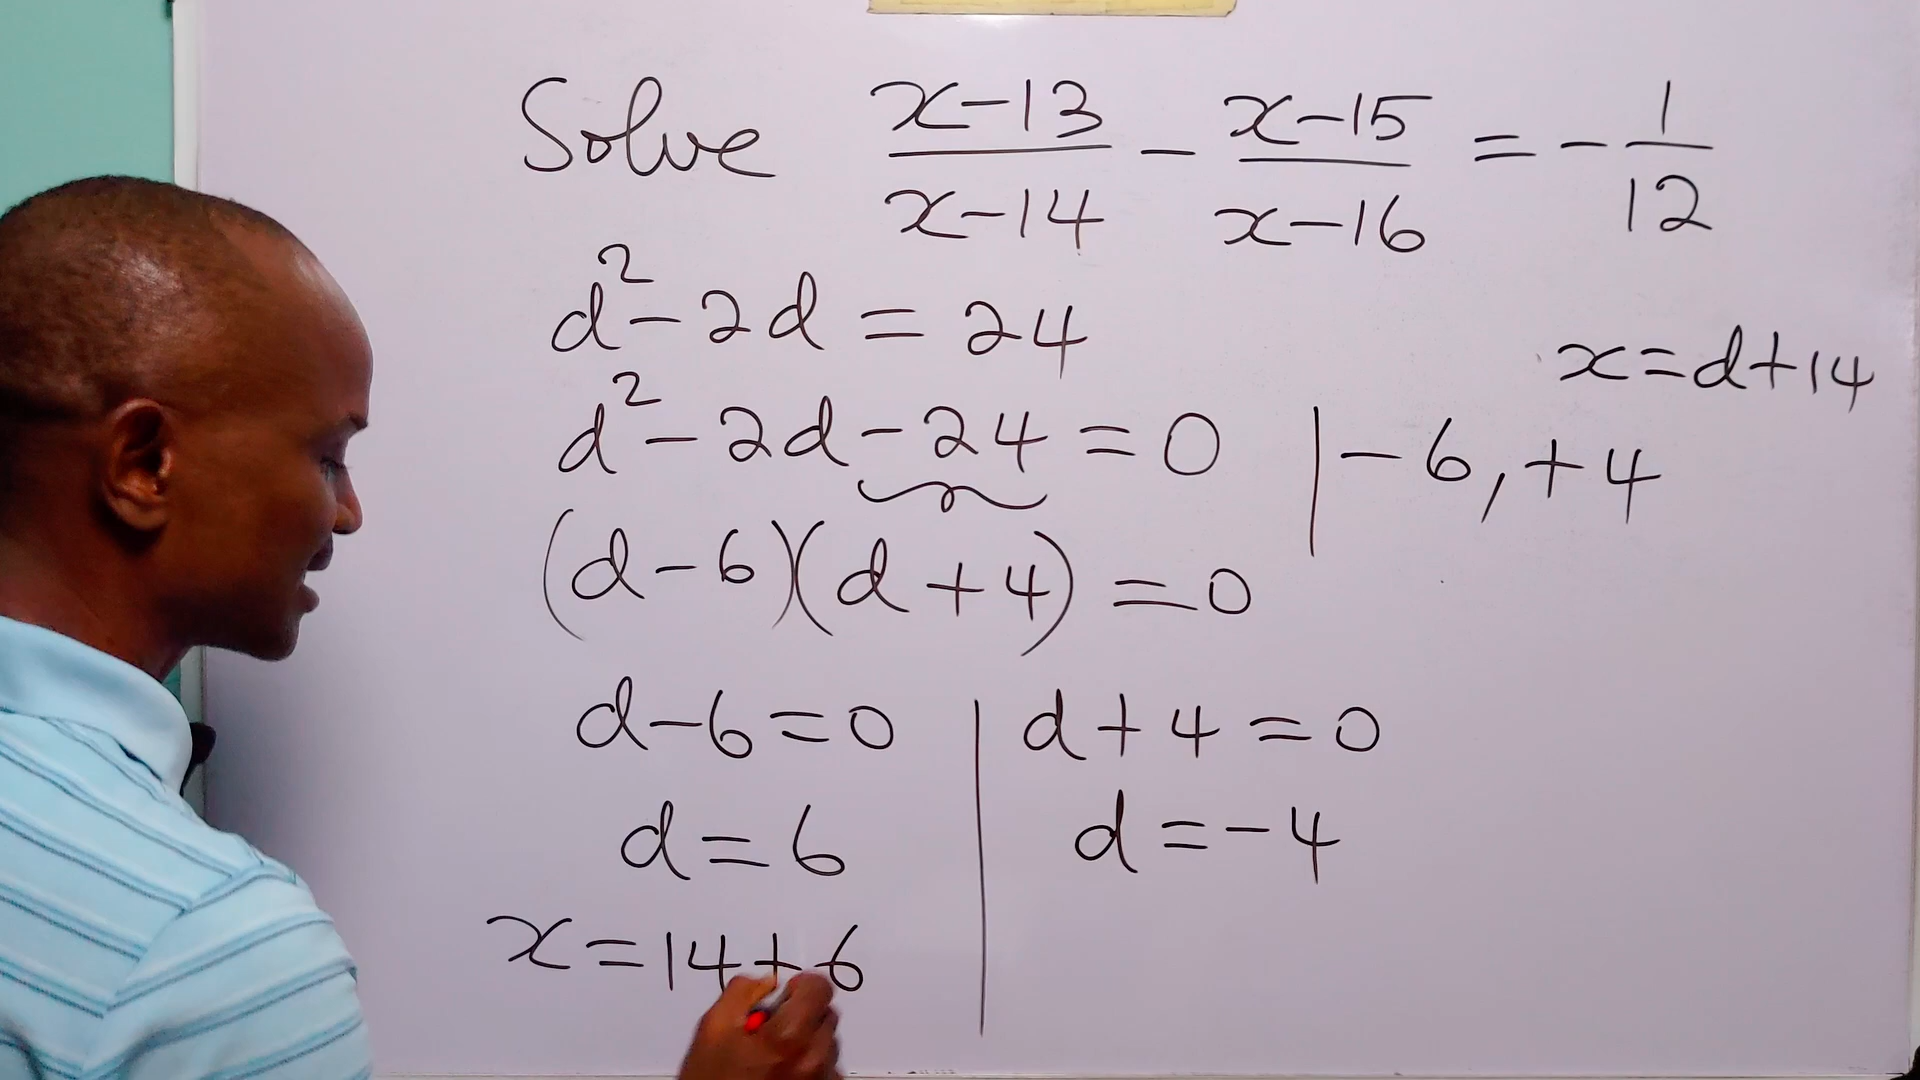 Solve (x-13)/(x-14) - (x-15)/(x-16) = -1/12
d² - 2d = 24
x = d + 14
d² - 2d - 24 = 0 | -6, +4
(d - 6)(d + 4) = 0
d - 6 = 0 | d + 4 = 0
d = 6 | d = -4
x = 14 + 6